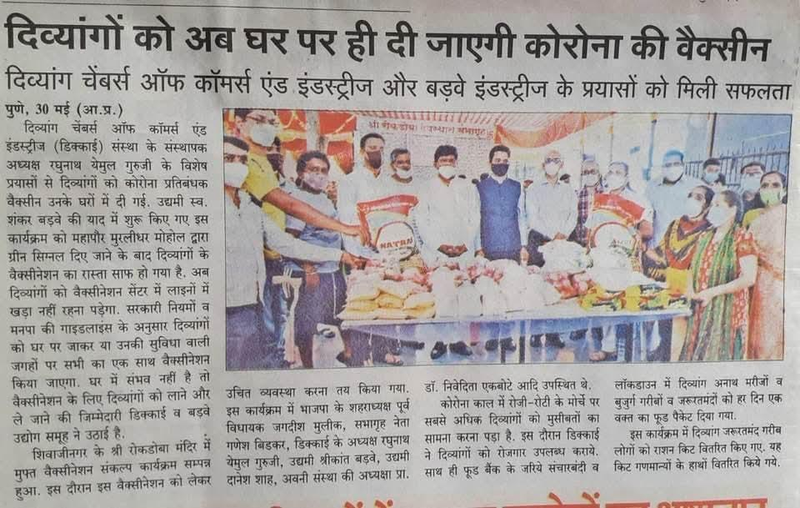 दिव्यांगों को अब घर पर ही दी जाएगी कोरोना की वैक्सीन
दिव्यांग चेंबर्स ऑफ कॉमर्स एंड इंडस्ट्रीज और बड़वे इंडस्ट्रीज के प्रयासों को मिली सफलता
पुणे, 30 मई (आ.प्र.)
दिव्यांग चेंबर्स ऑफ कॉमर्स एंड
इंडस्ट्रीज (डिक्काई) संस्था के संस्थापक
अध्यक्ष रघुनाथ येमुल गुरुजी के विशेष
प्रयासों से दिव्यांगों को कोरोना प्रतिबंधक
वैक्सीन उनके घरों में दी गई. उद्यमी स्व.
शंकर बड़वे की याद में शुरू किए गए इस
कार्यक्रम को महापौर मुरलीधर मोहोल द्वारा
ग्रीन सिग्नल दिए जाने के बाद दिव्यांगों के
वैक्सीनेशन का रास्ता साफ हो गया है. अब
दिव्यांगों को वैक्सीनेशन सेंटर में लाइनों में
खड़ा नहीं रहना पड़ेगा. सरकारी नियमों व
मनपा की गाइडलाइंस के अनुसार दिव्यांगों
को घर पर जाकर या उनकी सुविधा वाली
जगहों पर सभी का एक साथ वैक्सीनेशन
किया जाएगा. घर में संभव नहीं है तो
वैक्सीनेशन के लिए दिव्यांगों को लाने और
ले जाने की जिम्मेदारी डिक्काई व बड़वे
उद्योग समूह ने उठाई है.
शिवाजीनगर के श्री रोकडोबा मंदिर में
मुफ्त वैक्सीनेशन संकल्प कार्यक्रम सम्पन्न
हुआ. इस दौरान इस वैक्सीनेशन को लेकर
NATRAJ
उचित व्यवस्था करना तय किया गया.
इस कार्यक्रम में भाजपा के शहराध्यक्ष पूर्व
विधायक जगदीश मुलीक, सभागृह नेता
गणेश बिडकर, डिक्काई के अध्यक्ष रघुनाथ
येमुल गुरुजी, उद्यमी श्रीकांत बड़वे, उद्यमी
दानेश शाह, अवनी संस्था की अध्यक्षा प्रा.
डॉ. निवेदिता एकबोटे आदि उपस्थित थे.
कोरोना काल में रोजी-रोटी के मोर्चे पर
सबसे अधिक दिव्यांगों को मुसीबतों का
सामना करना पड़ा है. इस दौरान डिक्काई
ने दिव्यांगों को रोजगार उपलब्ध कराये.
साथ ही फूड बैंक के जरिये संचारबंदी व
लॉकडाउन में दिव्यांग अनाथ मरीजों व
बुजुर्ग गरीबों व जरूरतमंदों को हर दिन एक
वक्त का फूड पैकेट दिया गया.
इस कार्यक्रम में दिव्यांग जरूरतमंद गरीब
लोगों को राशन किट वितरित किए गए. यह
किट गणमान्यों के हाथों वितरित किये गये.